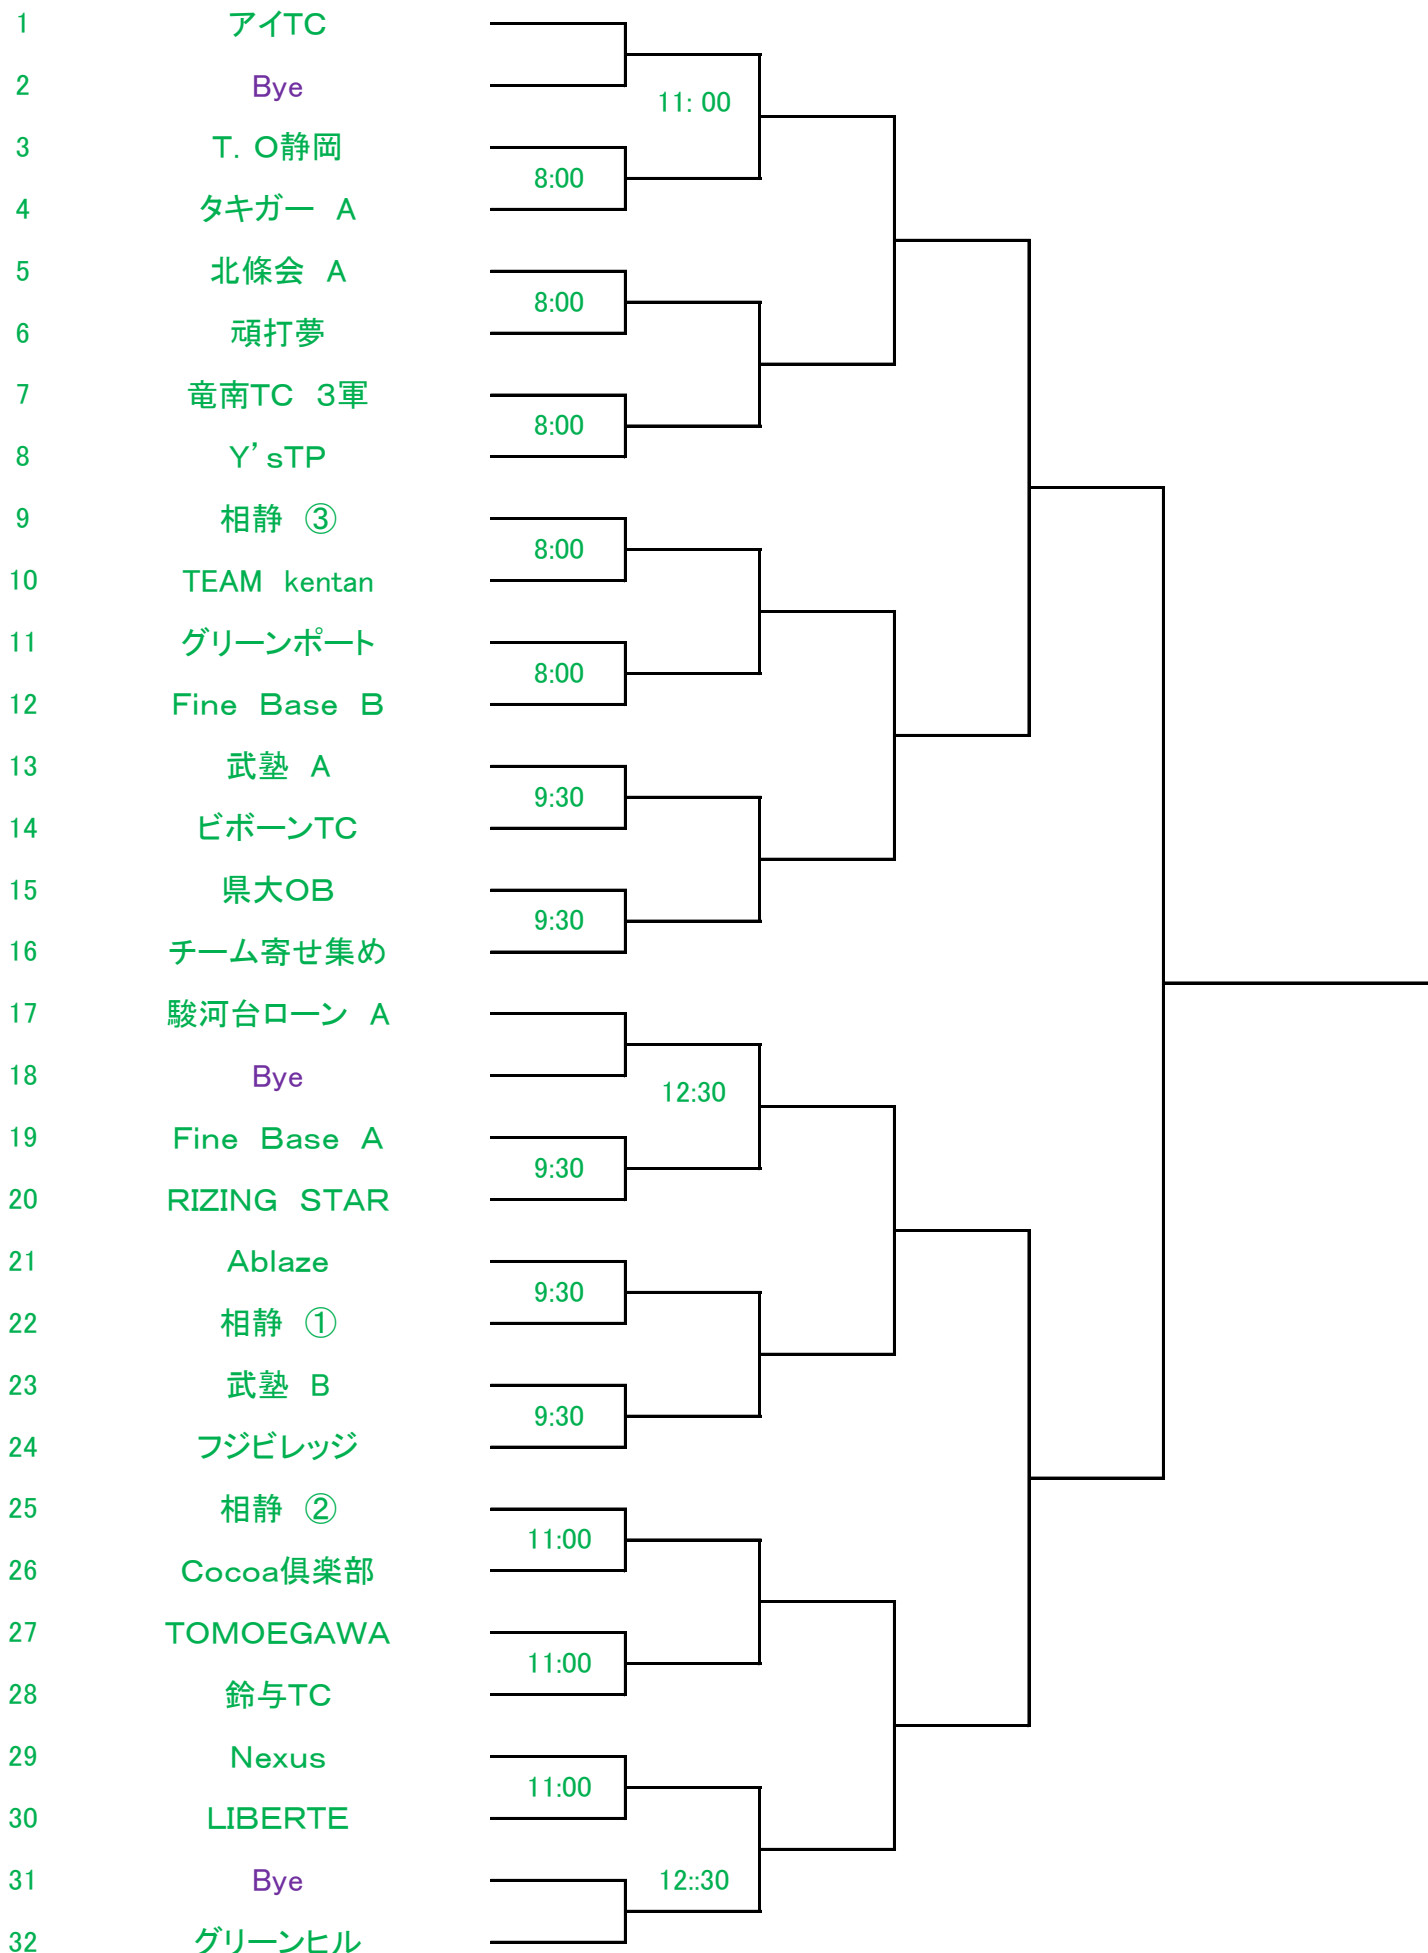 1 アイTC
2 Bye
11: 00
3 T. O静岡
8:00
4 タキガー A
5 北條会 A
8:00
6 頑打夢
7 竜南TC 3軍
8:00
8 Y'sTP
9 相静 ③
8:00
10 TEAM kentan
11 グリーンポート
8:00
12 Fine Base B
13 武塾 A
9:30
14 ビボーンTC
15 県大OB
9:30
16 チーム寄せ集め
17 駿河台ローン A
18 Bye
12:30
19 Fine Base A
9:30
20 RIZING STAR
21 Ablaze
9:30
22 相静 ①
23 武塾 B
9:30
24 フジビレッジ
25 相静 ②
11:00
26 Cocoa倶楽部
27 TOMOEGAWA
11:00
28 鈴与TC
29 Nexus
11:00
30 LIBERTE
31 Bye
12::30
32 グリーンヒル